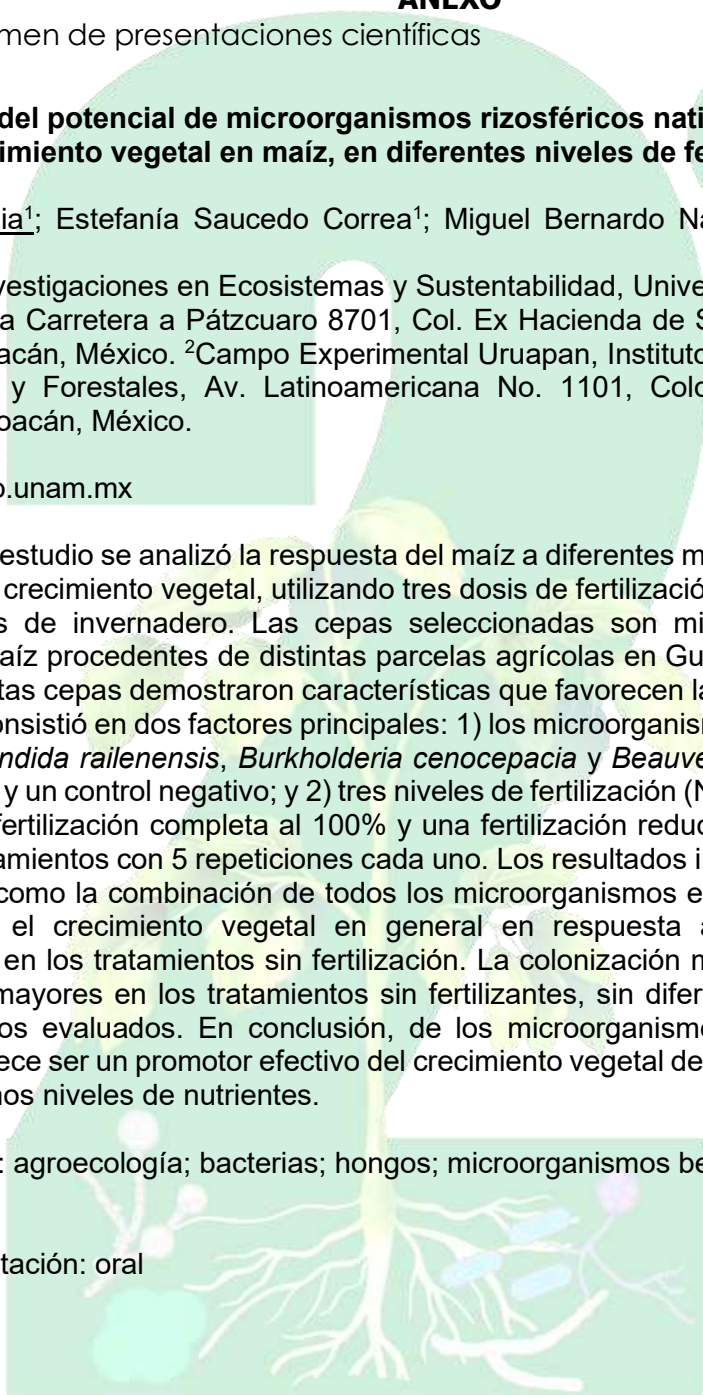 ANEXO
men de presentaciones científicas
del potencial de microorganismos rizosféricos nati
imiento vegetal en maíz, en diferentes niveles de fe
ia¹; Estefanía Saucedo Correa¹; Miguel Bernardo Na
vestigaciones en Ecosistemas y Sustentabilidad, Unive
a Carretera a Pátzcuaro 8701, Col. Ex Hacienda de S
oacán, México. ²Campo Experimental Uruapan, Instituto
y Forestales, Av. Latinoamericana No. 1101, Colo
oacán, México.
o.unam.mx
estudio se analizó la respuesta del maíz a diferentes m
crecimiento vegetal, utilizando tres dosis de fertilizació
s de invernadero. Las cepas seleccionadas son mi
aíz procedentes de distintas parcelas agrícolas en Gu
tas cepas demostraron características que favorecen la
onsistió en dos factores principales: 1) los microorganism
ndida railenensis, Burkholderia cenocepacia y Beauve
y un control negativo; y 2) tres niveles de fertilización (N
fertilización completa al 100% y una fertilización reduc
amientos con 5 repeticiones cada uno. Los resultados i
como la combinación de todos los microorganismos e
el crecimiento vegetal en general en respuesta a
en los tratamientos sin fertilización. La colonización m
mayores en los tratamientos sin fertilizantes, sin difer
os evaluados. En conclusión, de los microorganismo
ece ser un promotor efectivo del crecimiento vegetal de
nos niveles de nutrientes.
: agroecología; bacterias; hongos; microorganismos be
tación: oral